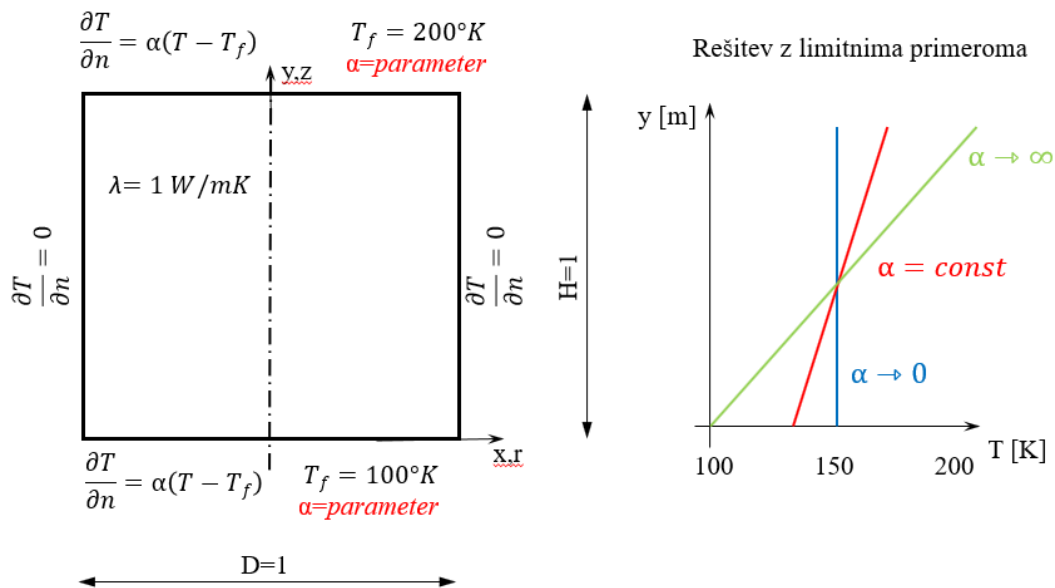 ∂T/∂n = α(T − T_f)
T_f = 200°K
α=parameter
y,z
λ= 1 W/mK
∂T/∂n = 0
∂T/∂n = 0
H=1
x,r
∂T/∂n = α(T − T_f)
T_f = 100°K
α=parameter
D=1
Rešitev z limitnima primeroma
y [m]
α → ∞
α = const
α → 0
100
150
200
T [K]